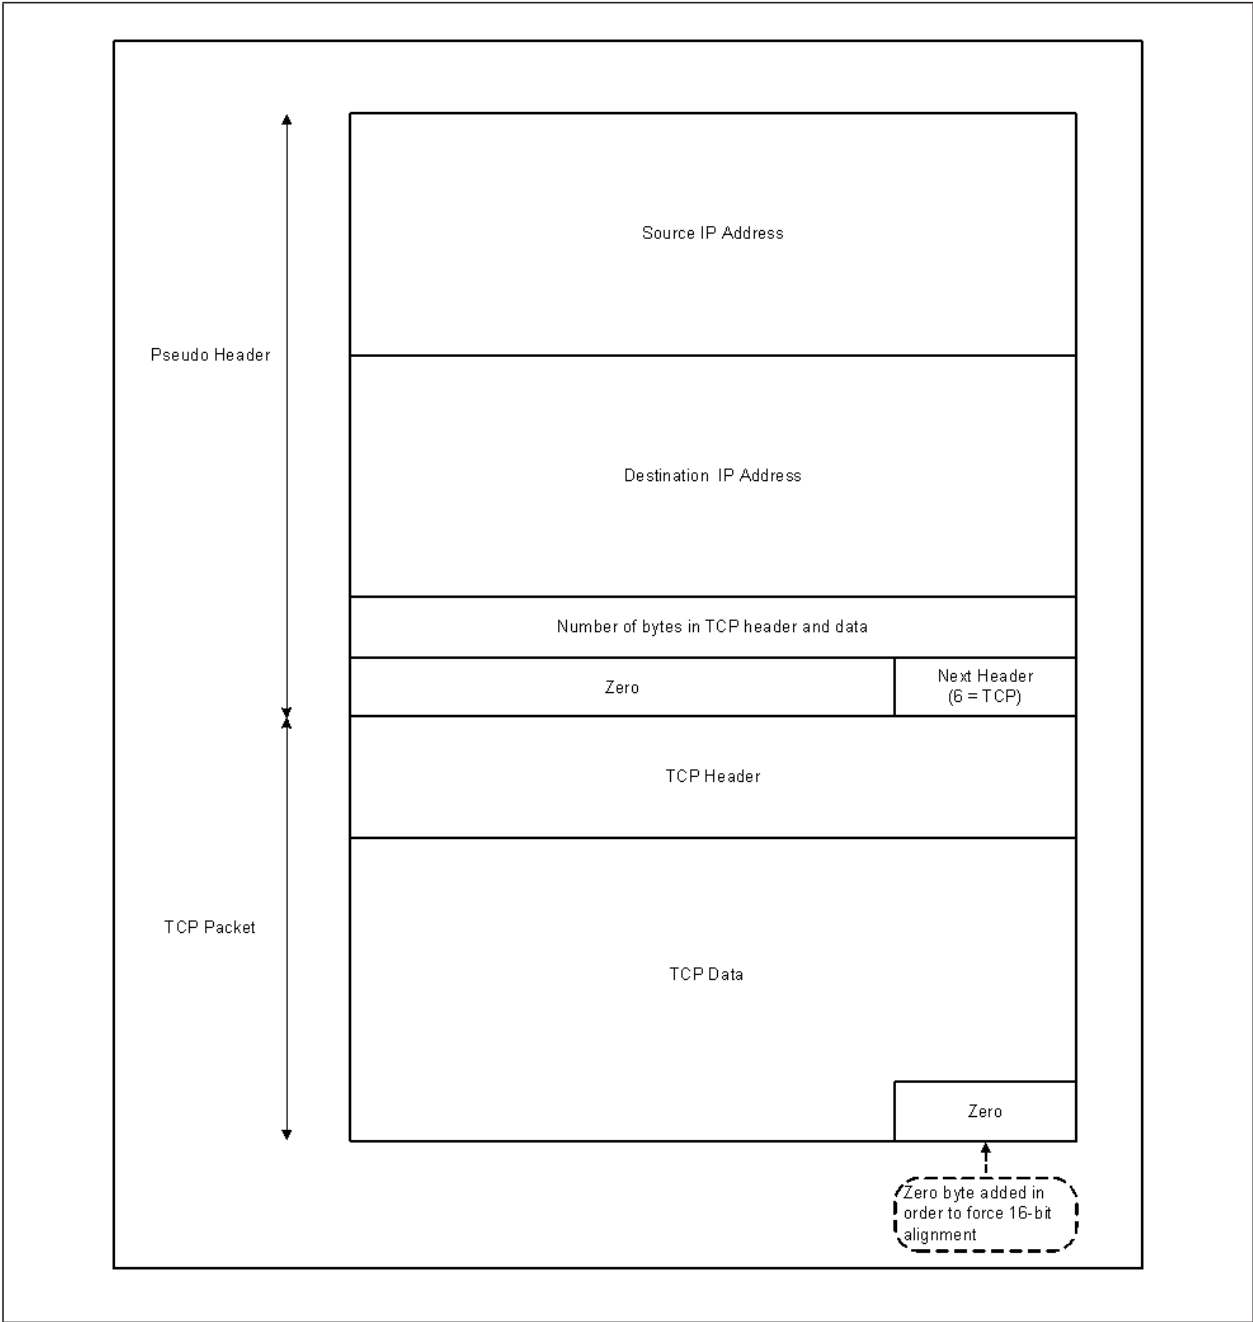 Source IP Address
Pseudo Header
Destination IP Address
Number of bytes in TCP header and data
Zero
Next Header
(6 = TCP)
TCP Header
TCP Packet
TCP Data
Zero
Zero byte added in
order to force 16-bit
alignment